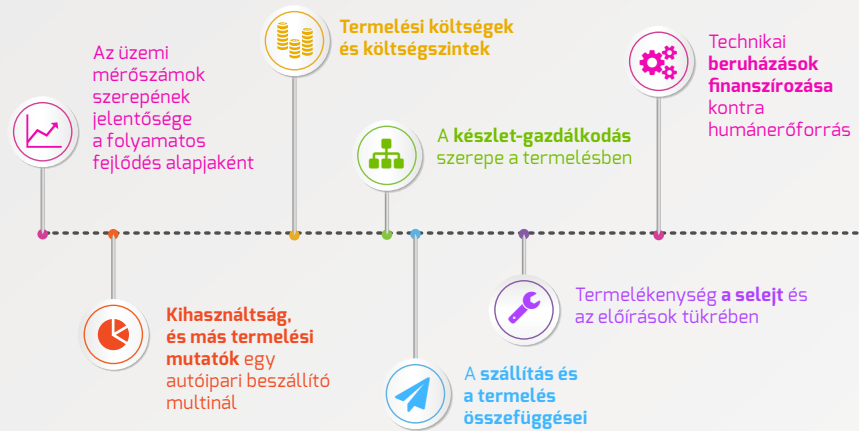 Az üzemi
mérőszámok
szerepének
jelentősége
a folyamatos
fejlődés alapjaként
Kihasználtság,
és más termelési
mutatók egy
autóipari beszállító
multinál
Termelési költségek
és költségszintek
A készlet-gazdálkodás
szerepe a termelésben
A szállítás és
a termelés
összefüggései
Termelékenység a selejt és
az előírások tükrében
Technikai
beruházások
finanszírozása
kontra
humánerőforrás